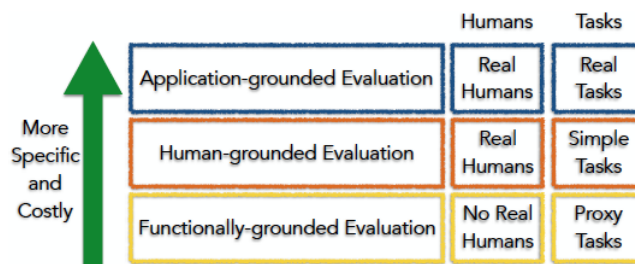 Humans Tasks
Application-grounded Evaluation
Real
Humans
Real
Tasks
More
Specific
and
Costly
Human-grounded Evaluation
Real
Humans
Simple
Tasks
Functionally-grounded Evaluation
No Real
Humans
Proxy
Tasks